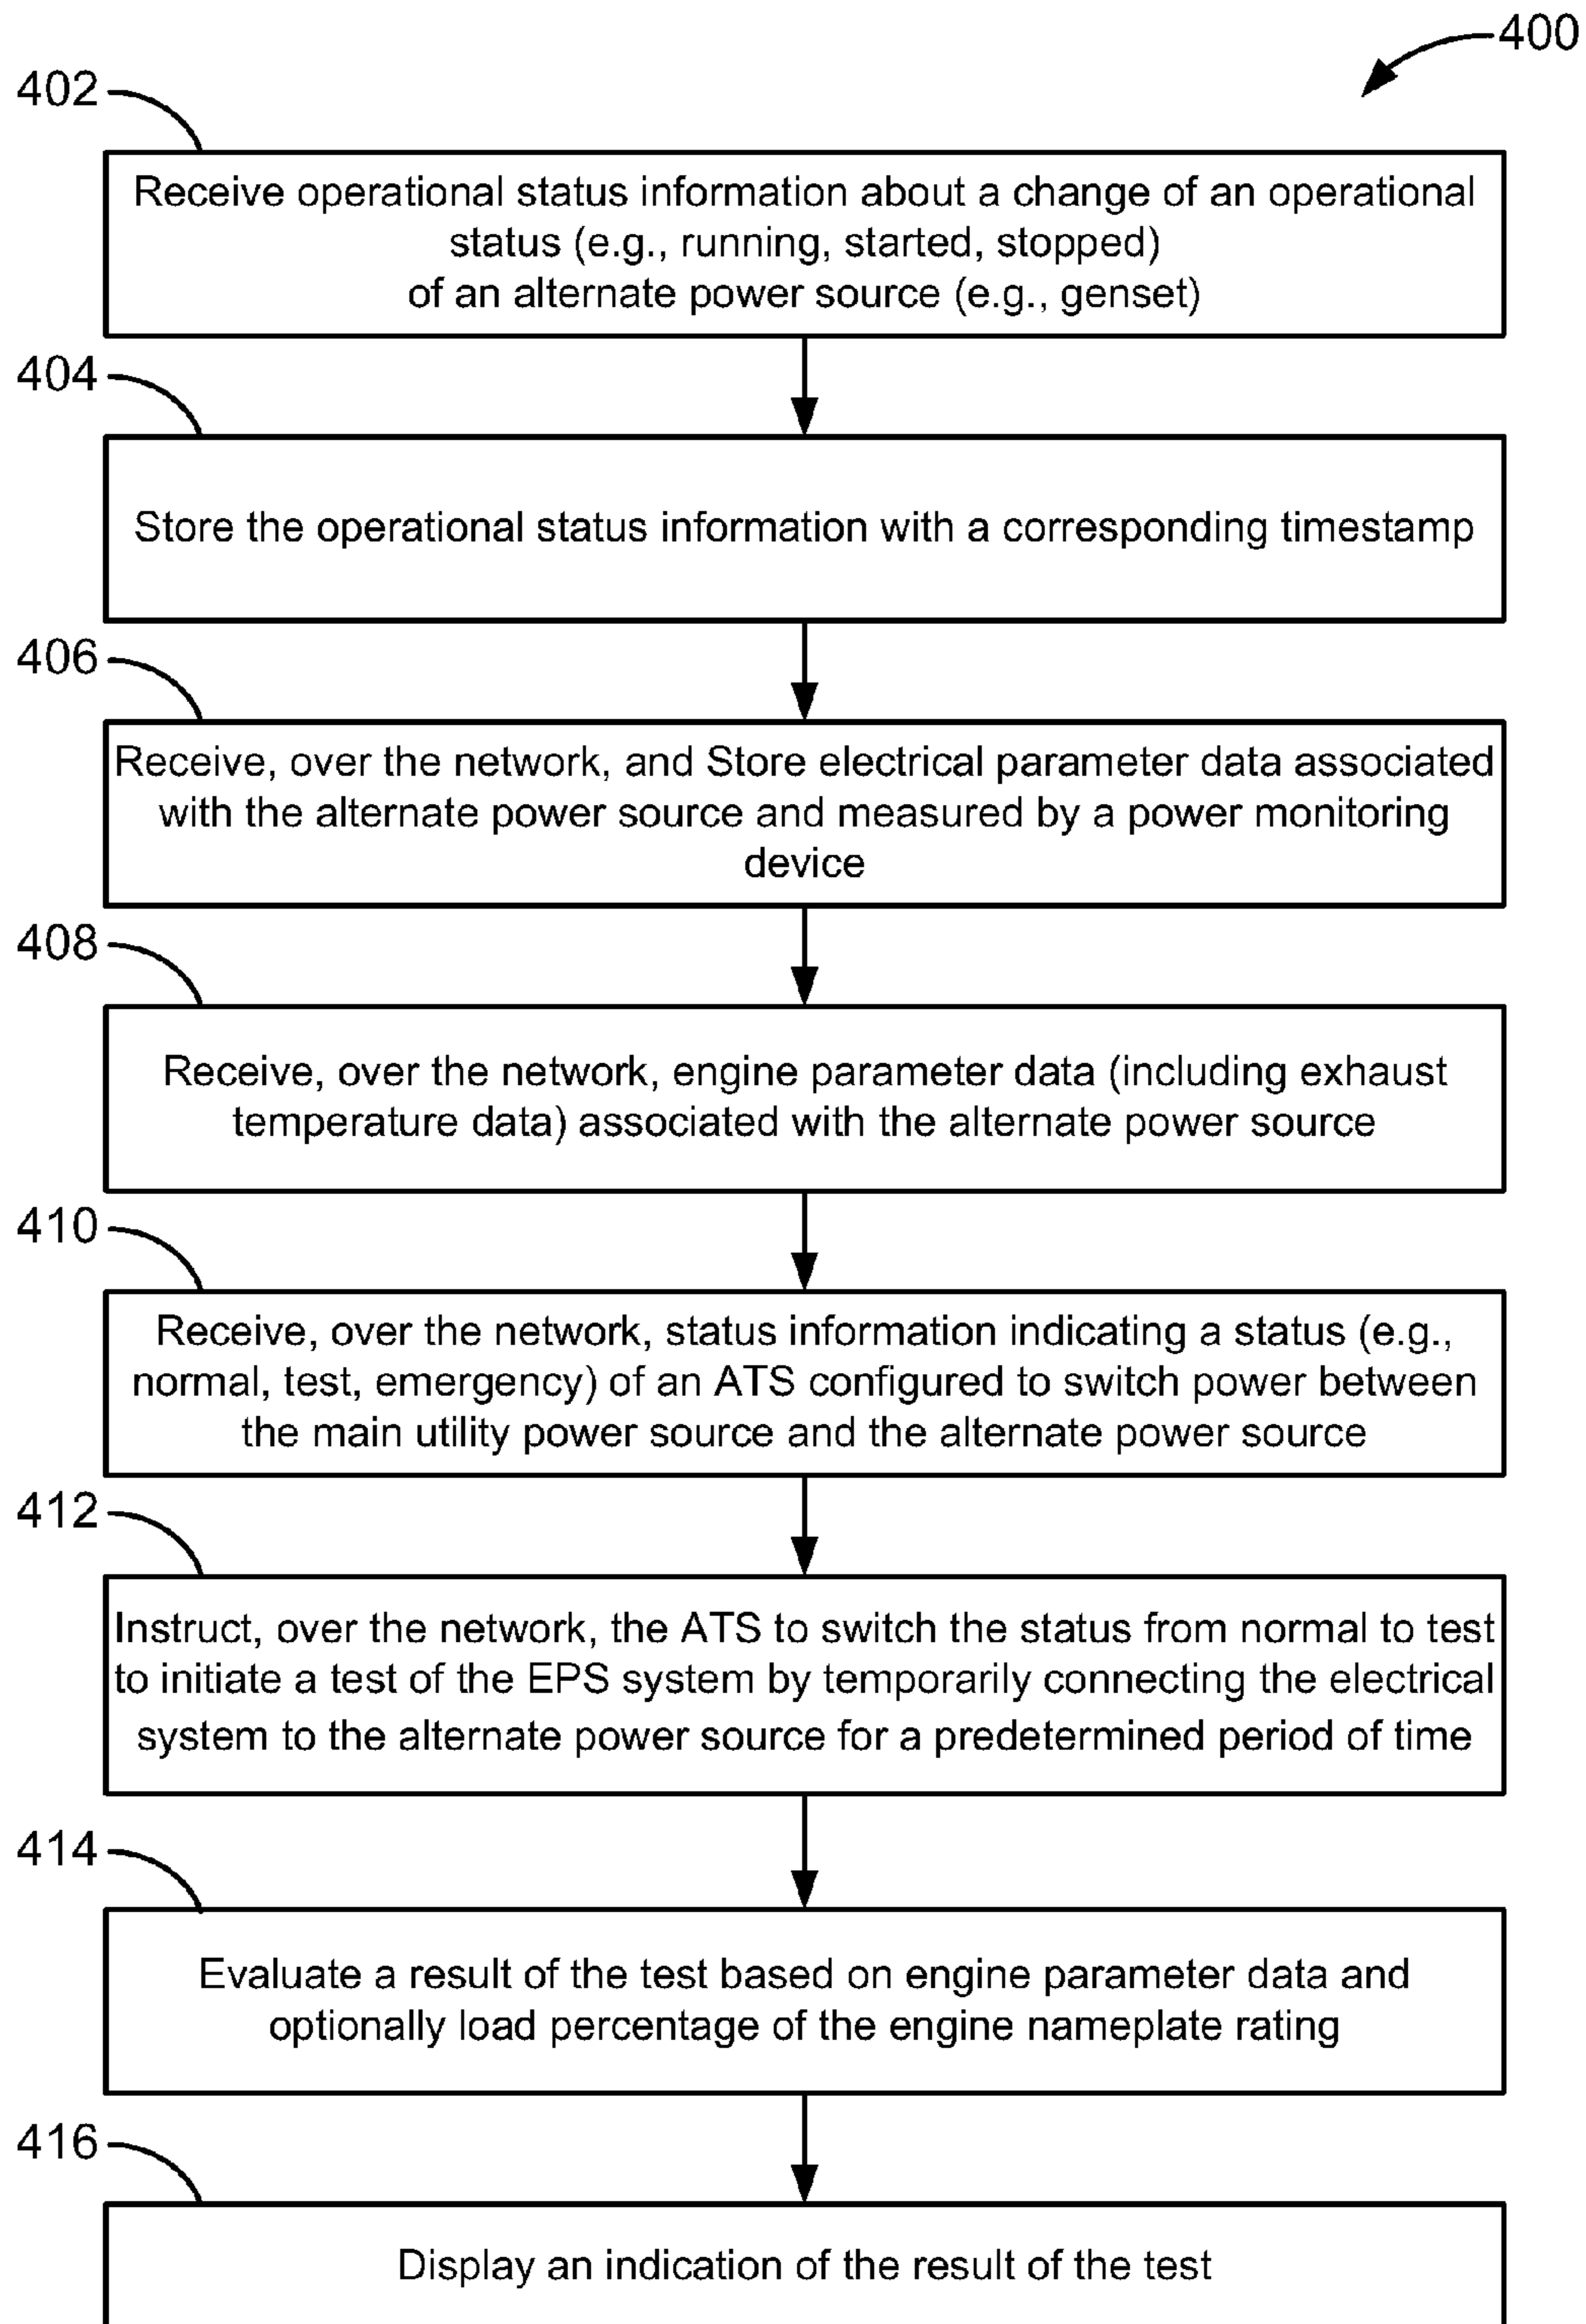 400
402
Receive operational status information about a change of an operational
status (e.g., running, started, stopped)
of an alternate power source (e.g., genset)
404
Store the operational status information with a corresponding timestamp
406
Receive, over the network, and Store electrical parameter data associated
with the alternate power source and measured by a power monitoring
device
408
Receive, over the network, engine parameter data (including exhaust
temperature data) associated with the alternate power source
410
Receive, over the network, status information indicating a status (e.g.,
normal, test, emergency) of an ATS configured to switch power between
the main utility power source and the alternate power source
412
Instruct, over the network, the ATS to switch the status from normal to test
to initiate a test of the EPS system by temporarily connecting the electrical
system to the alternate power source for a predetermined period of time
414
Evaluate a result of the test based on engine parameter data and
optionally load percentage of the engine nameplate rating
416
Display an indication of the result of the test